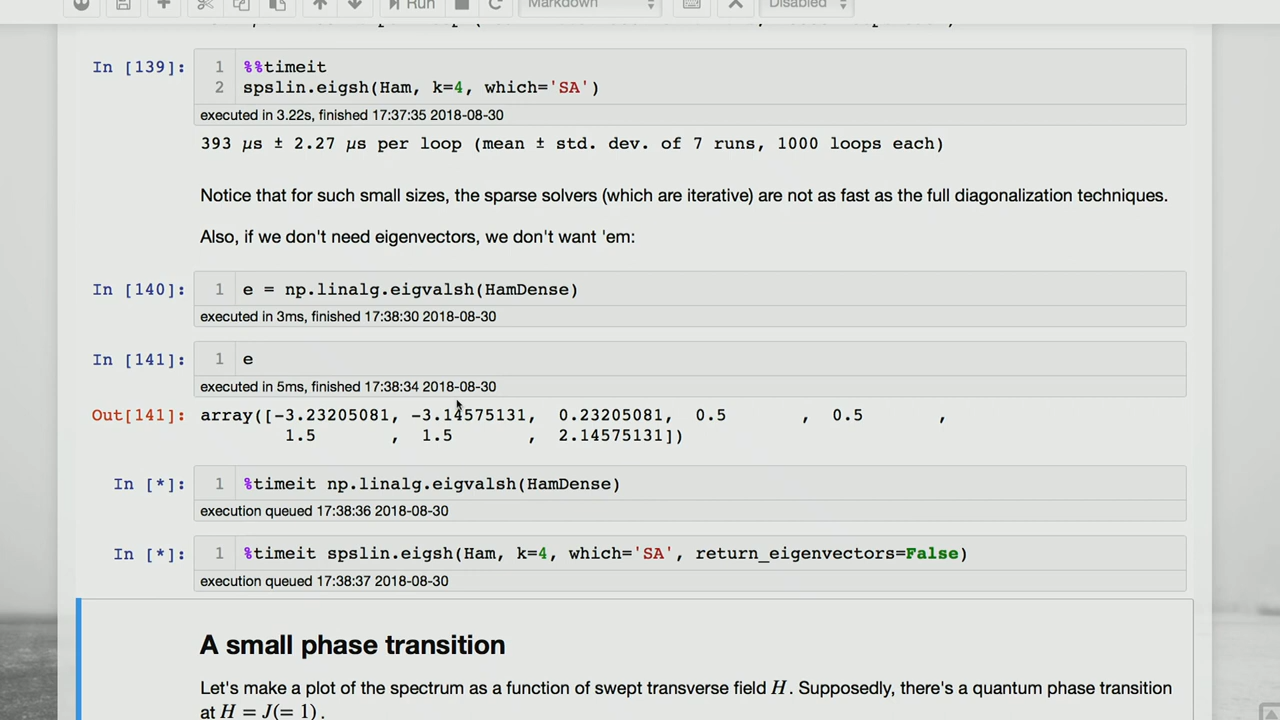 Run
Markdown
Disabled
In [139]:
1 %%timeit
2 spslin.eigsh(Ham, k=4, which='SA')
executed in 3.22s, finished 17:37:35 2018-08-30
393 µs ± 2.27 µs per loop (mean ± std. dev. of 7 runs, 1000 loops each)
Notice that for such small sizes, the sparse solvers (which are iterative) are not as fast as the full diagonalization techniques.
Also, if we don't need eigenvectors, we don't want 'em:
In [140]: 1 e = np.linalg.eigvalsh(HamDense)
executed in 3ms, finished 17:38:30 2018-08-30
In [141]: 1 e
executed in 5ms, finished 17:38:34 2018-08-30
Out[141]: array([-3.23205081, -3.14575131, 0.23205081, 0.5 , 0.5 ,
1.5 , 1.5 , 2.14575131])
In [*]: 1 %timeit np.linalg.eigvalsh(HamDense)
execution queued 17:38:36 2018-08-30
In [*]: 1 %timeit spslin.eigsh(Ham, k=4, which='SA', return_eigenvectors=False)
execution queued 17:38:37 2018-08-30
A small phase transition
Let's make a plot of the spectrum as a function of swept transverse field H. Supposedly, there's a quantum phase transition
at H = J(= 1).